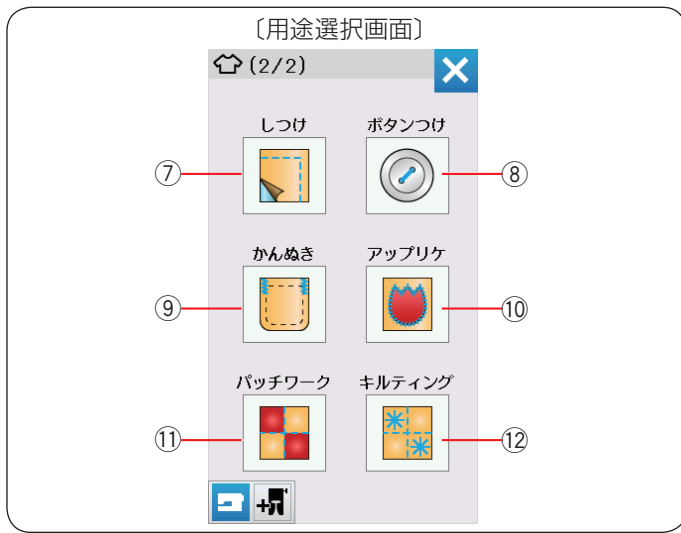 〔用途選択画面〕
(2/2)
しつけ ボタンつけ
⑦ ⑧
かんぬき アップリケ
⑨ ⑩
パッチワーク キルティング
⑪ ⑫